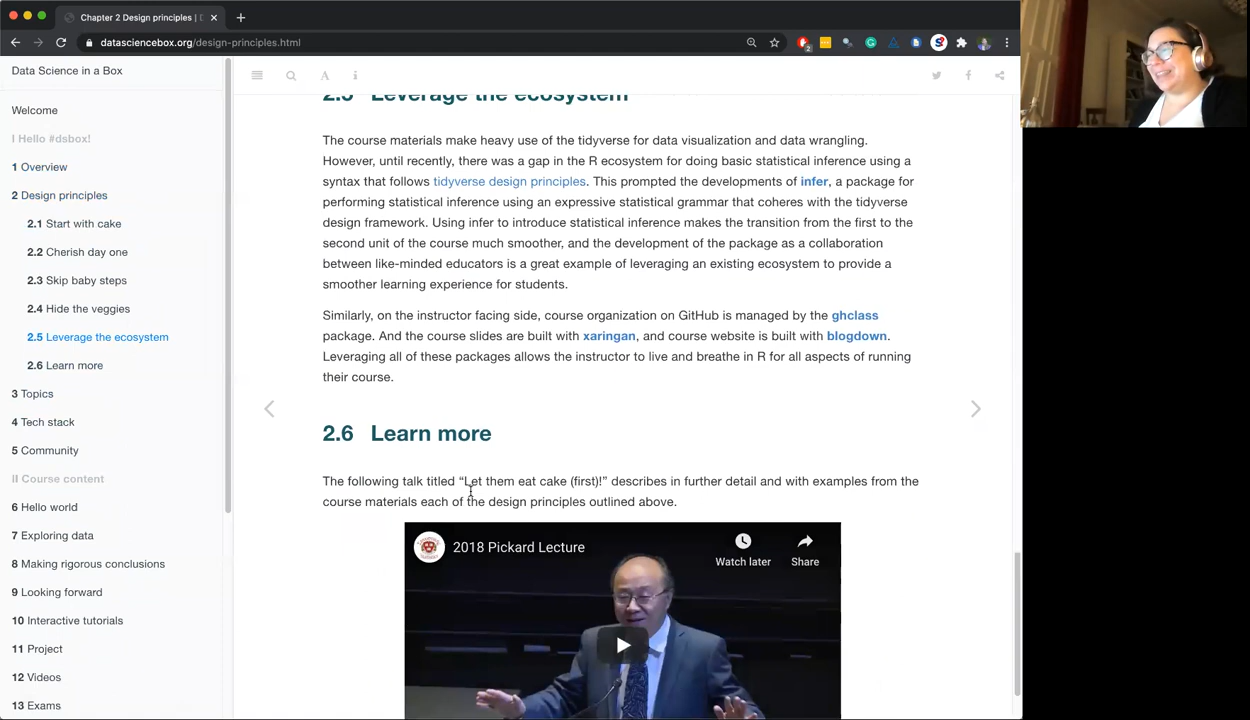 Chapter 2 Design principles | D
datasciencebox.org/design-principles.html
Data Science in a Box
Welcome
I Hello #dsbox!
1 Overview
2 Design principles
2.1 Start with cake
2.2 Cherish day one
2.3 Skip baby steps
2.4 Hide the veggies
2.5 Leverage the ecosystem
2.6 Learn more
3 Topics
4 Tech stack
5 Community
II Course content
6 Hello world
7 Exploring data
8 Making rigorous conclusions
9 Looking forward
10 Interactive tutorials
11 Project
12 Videos
13 Exams
2.5 Leverage the ecosystem
The course materials make heavy use of the tidyverse for data visualization and data wrangling.
However, until recently, there was a gap in the R ecosystem for doing basic statistical inference using a
syntax that follows tidyverse design principles. This prompted the developments of infer, a package for
performing statistical inference using an expressive statistical grammar that coheres with the tidyverse
design framework. Using infer to introduce statistical inference makes the transition from the first to the
second unit of the course much smoother, and the development of the package as a collaboration
between like-minded educators is a great example of leveraging an existing ecosystem to provide a
smoother learning experience for students.
Similarly, on the instructor facing side, course organization on GitHub is managed by the ghclass
package. And the course slides are built with xaringan, and course website is built with blogdown.
Leveraging all of these packages allows the instructor to live and breathe in R for all aspects of running
their course.
2.6 Learn more
The following talk titled “Let them eat cake (first)!” describes in further detail and with examples from the
course materials each of the design principles outlined above.
2018 Pickard Lecture
Watch later
Share